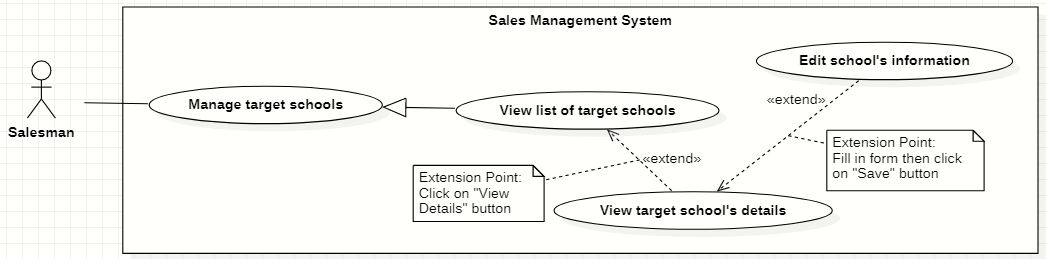 Sales Management System
Edit school's information
«extend»
Manage target schools
View list of target schools
Salesman
Extension Point:
Fill in form then click
on "Save" button
«extend»
Extension Point:
Click on "View
Details" button
View target school's details